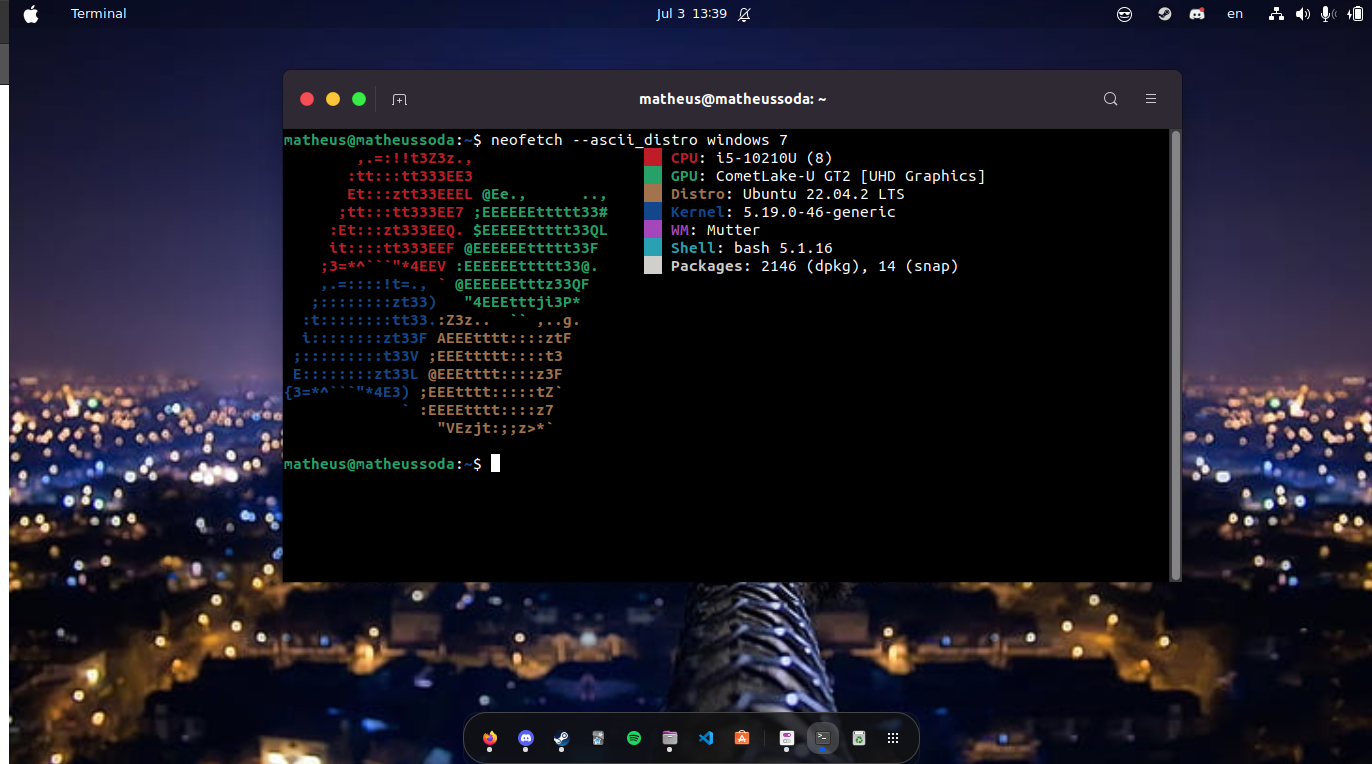 Terminal
Jul 3 13:39
en
matheus@matheussoda: ~
matheus@matheussoda:~$ neofetch --ascii_distro windows 7
        ,.=:!!t3Z3z.,                   CPU: i5-10210U (8)
       :tt:::tt333EE3                   GPU: CometLake-U GT2 [UHD Graphics]
       Et:::ztt33EEEL @Ee.,      ..,    Distro: Ubuntu 22.04.2 LTS
      ;tt:::tt333EE7 ;EEEEEEttttt33#    Kernel: 5.19.0-46-generic
     :Et:::zt333EEQ. $EEEEEttttt33QL    WM: Mutter
     it::::tt333EEF @EEEEEEttttt33F     Shell: bash 5.1.16
    ;3=*^```"*4EEV :EEEEEEttttt33@.     Packages: 2146 (dpkg), 14 (snap)
    ,.=::::!t=., ` @EEEEEEtttz33QF
   ;::::::::zt33)   "4EEEtttji3P*
  :t::::::::tt33.:Z3z..  `` ,..g.
  i::::::::zt33F AEEEtttt::::ztF
 ;:::::::::t33V ;EEEttttt::::t3
 E::::::::zt33L @EEEtttt::::z3F
{3=*^```"*4E3) ;EEEtttt:::::tZ`
             ` :EEEEtttt::::z7
                 "VEzjt:;;z>*`
matheus@matheussoda:~$